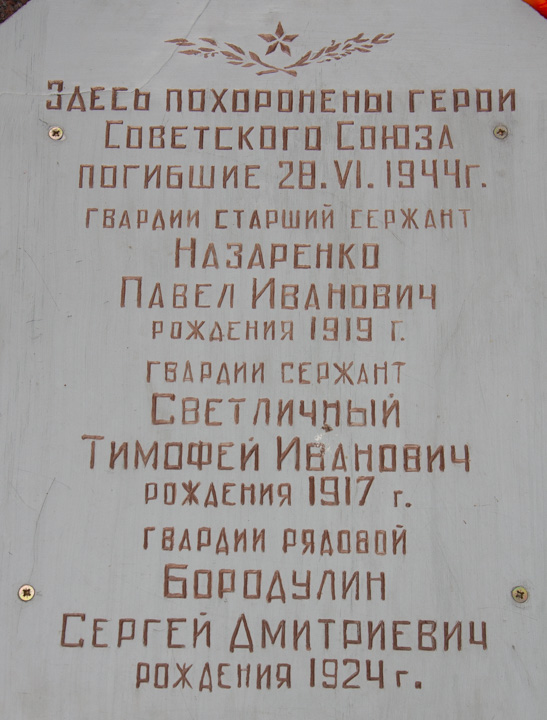 Здесь похоронены герои
Советского Союза
погибшие 28.VI.1944г.
гвардии старший сержант
Назаренко
Павел Иванович
рождения 1919 г.
гвардии сержант
Светличный
Тимофей Иванович
рождения 1917 г.
гвардии рядовой
Бородулин
Сергей Дмитриевич
рождения 1924 г.